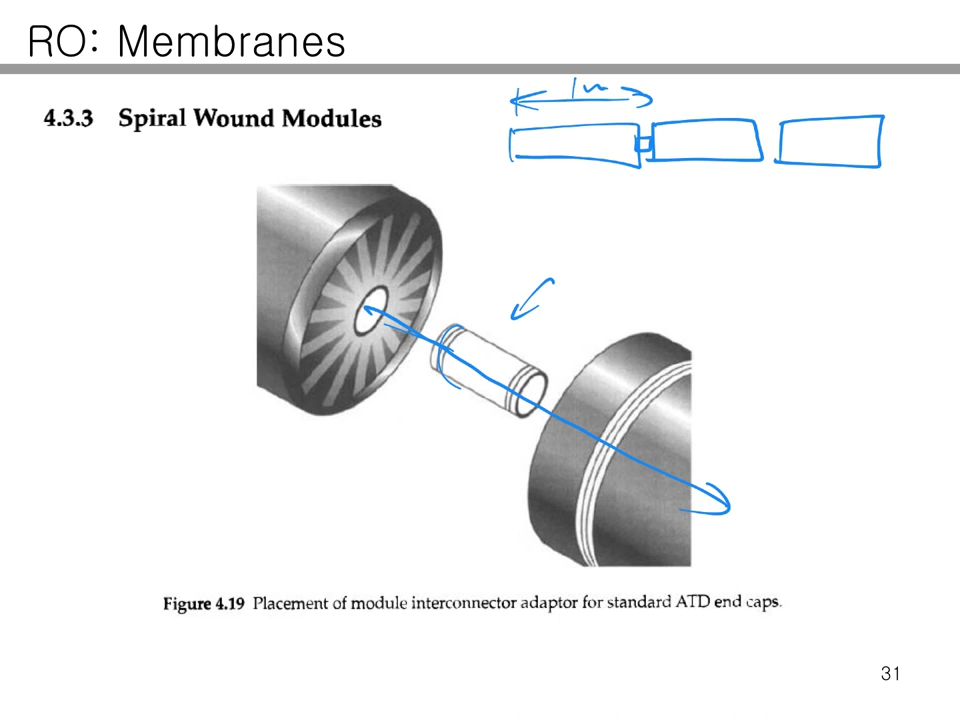 RO: Membranes
4.3.3 Spiral Wound Modules
1m
Figure 4.19 Placement of module interconnector adaptor for standard ATD end caps.
31